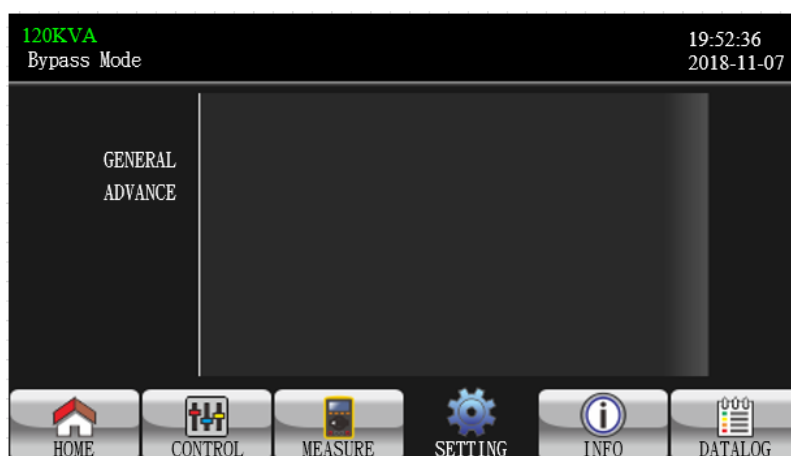 120KVA
19:52:36
Bypass Mode
2018-11-07
GENERAL
ADVANCE
HOME
CONTROL
MEASURE
SETTING
INFO
DATALOG